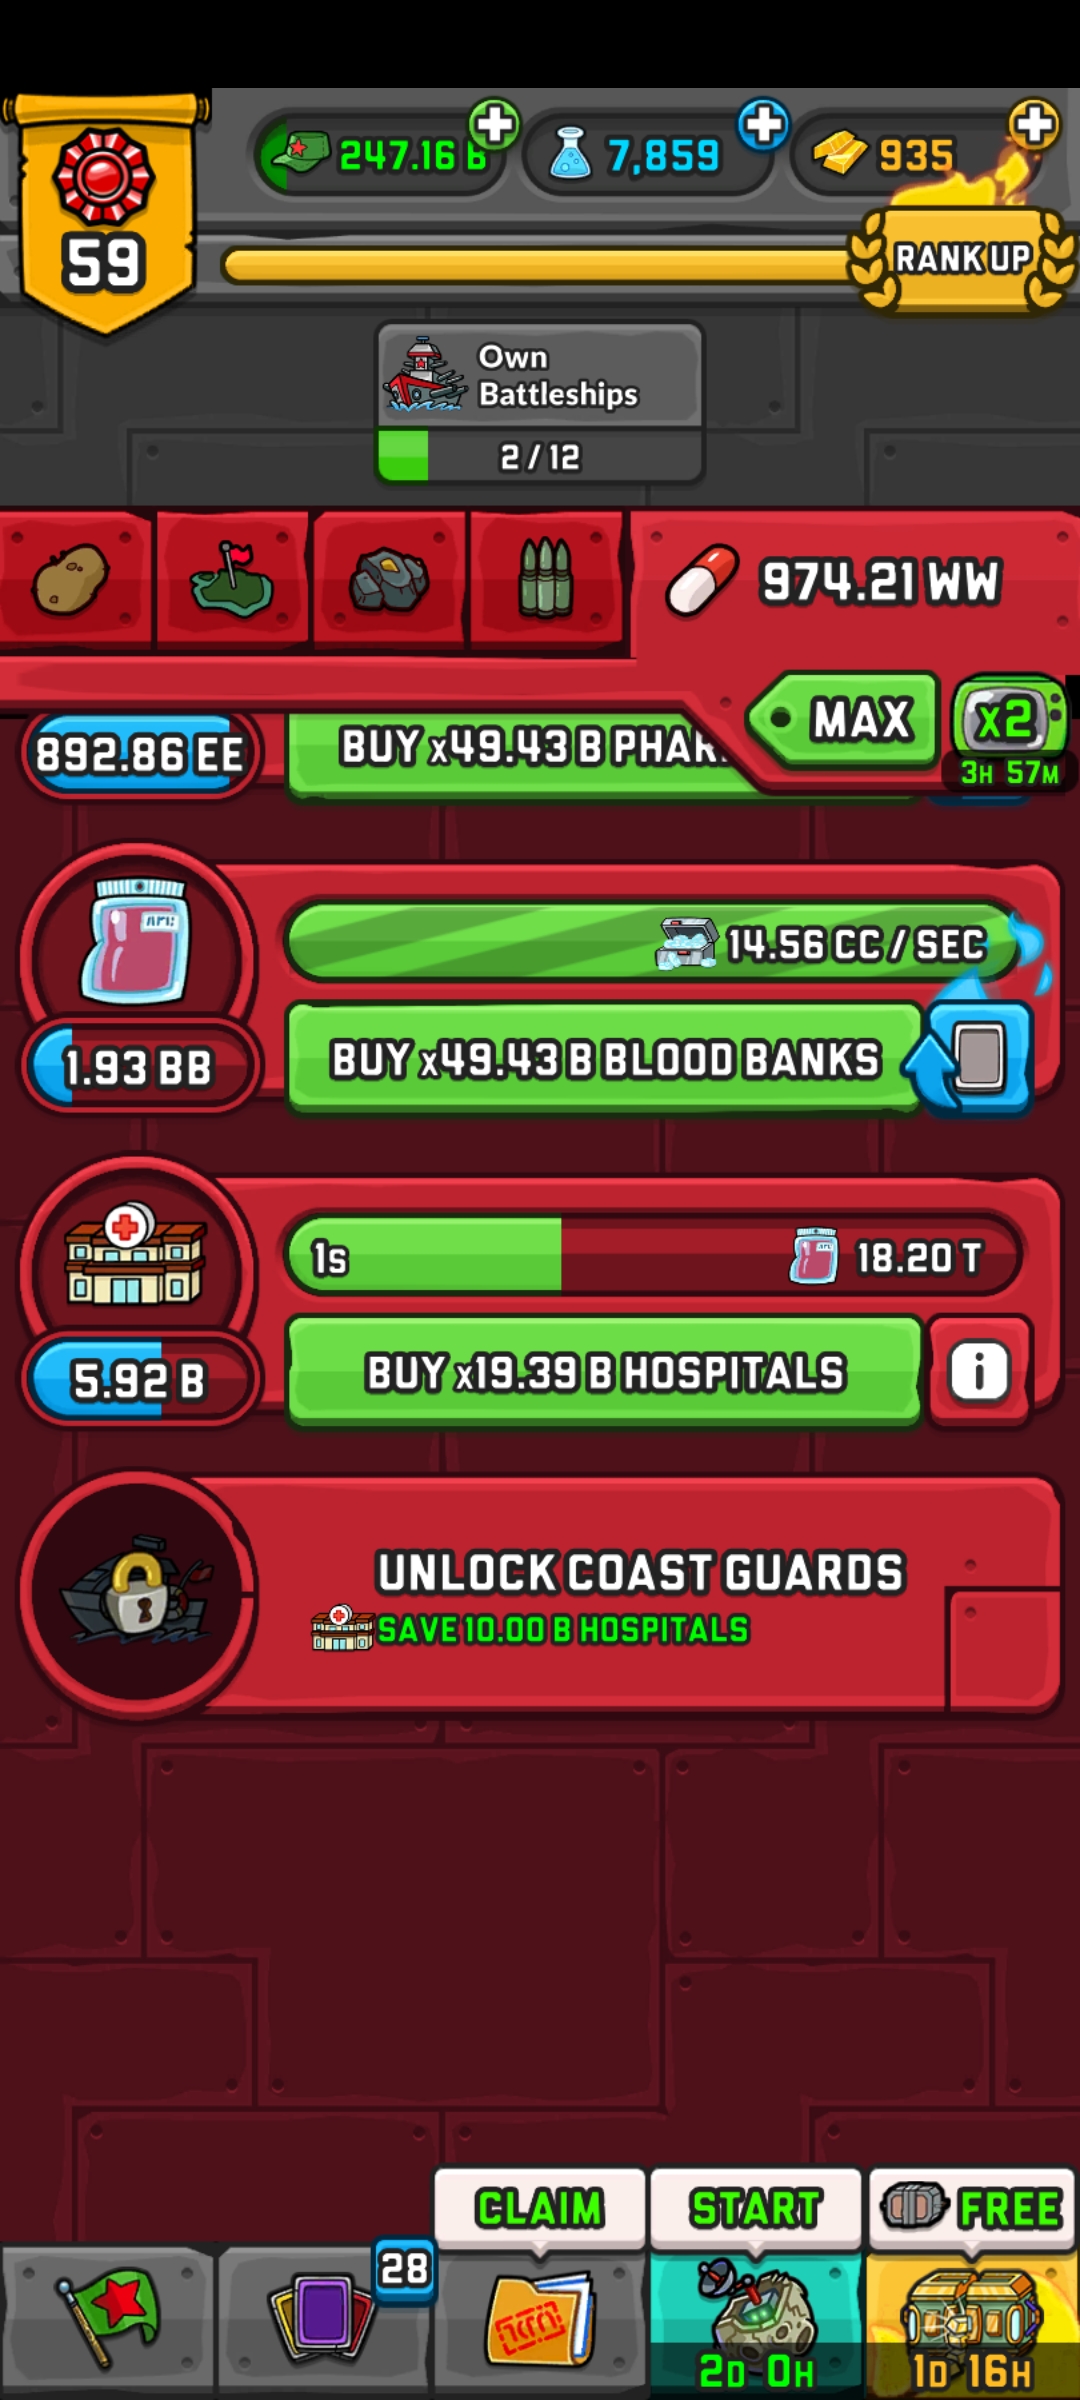 59
247.16 B
7,859
935
RANK UP
Own
Battleships
2 / 12
974.21 WW
MAX
x2
3H 57M
892.86 EE
BUY x49.43 B PHAR
14.56 CC / SEC
1.93 BB
BUY x49.43 B BLOOD BANKS
1s
18.20 T
5.92 B
BUY x19.39 B HOSPITALS
i
UNLOCK COAST GUARDS
SAVE 10.00 B HOSPITALS
CLAIM
START
FREE
28
2D 0H
1D 16H